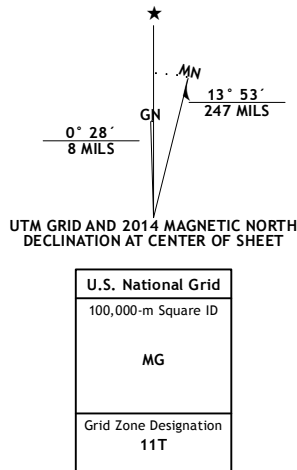 ★
MN
GN
13° 53´
247 MILS
0° 28´
8 MILS
UTM GRID AND 2014 MAGNETIC NORTH
DECLINATION AT CENTER OF SHEET
U.S. National Grid
100,000-m Square ID
MG
Grid Zone Designation
11T